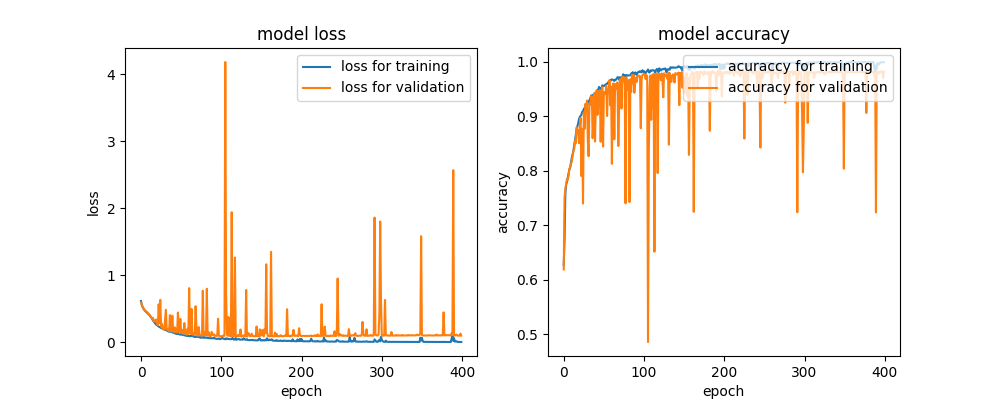 model loss
loss for training
loss for validation
4
3
2
1
0
loss
0
100
200
300
400
epoch
model accuracy
acuraccy for training
accuracy for validation
1.0
0.9
0.8
0.7
0.6
0.5
accuracy
0
100
200
300
400
epoch